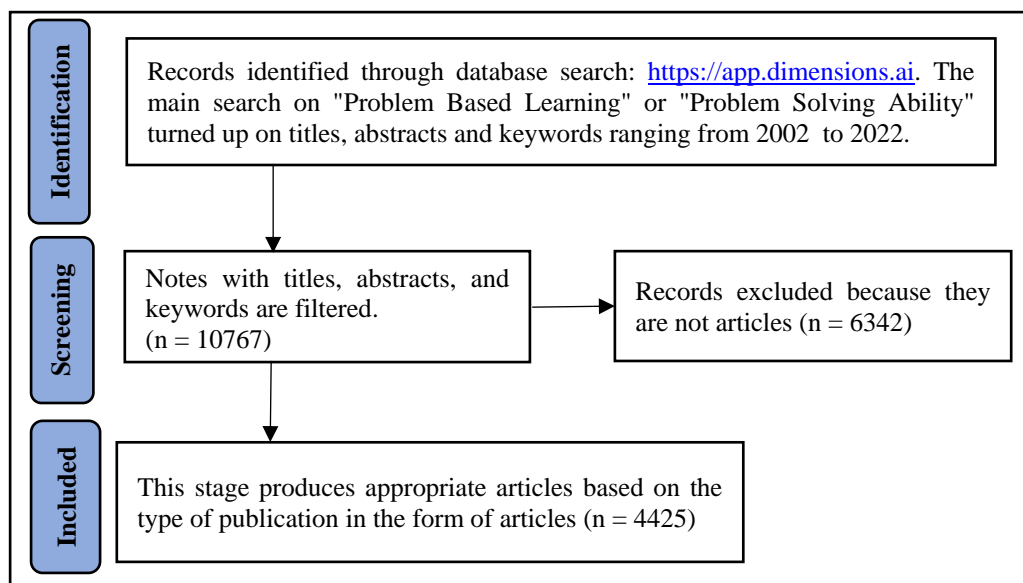 Identification
Records identified through database search: https://app.dimensions.ai. The
main search on "Problem Based Learning" or "Problem Solving Ability"
turned up on titles, abstracts and keywords ranging from 2002 to 2022.
Screening
Notes with titles, abstracts, and
keywords are filtered.
(n = 10767)
Records excluded because they
are not articles (n = 6342)
Included
This stage produces appropriate articles based on the
type of publication in the form of articles (n = 4425)